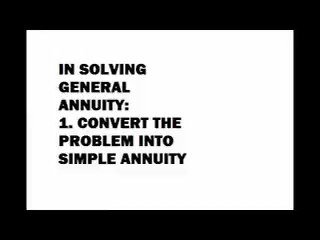 IN SOLVING
GENERAL
ANNUITY:
1. CONVERT THE
PROBLEM INTO
SIMPLE ANNUITY